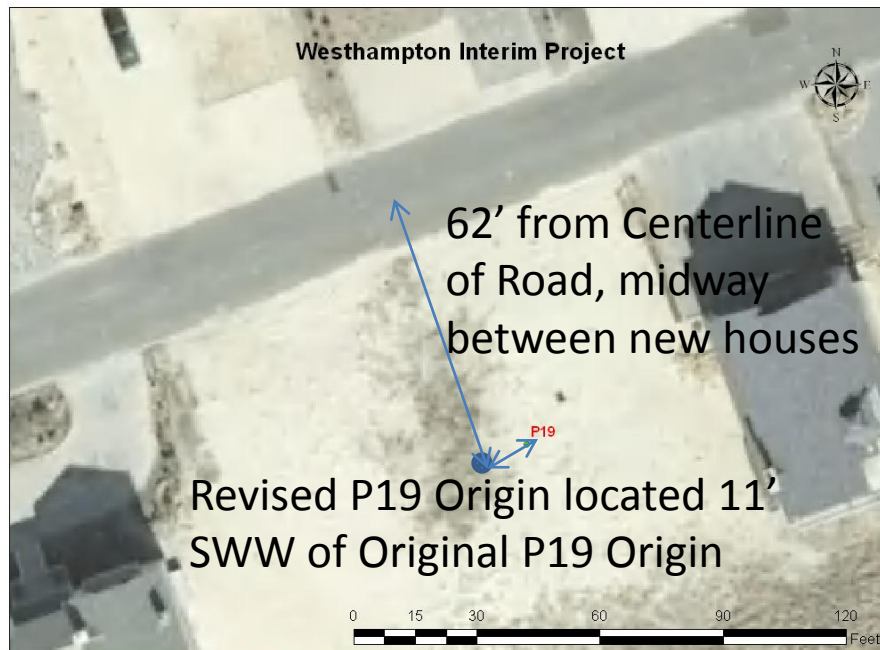 Westhampton Interim Project
N
W E
S
62' from Centerline
of Road, midway
between new houses
P19
Revised P19 Origin located 11'
SWW of Original P19 Origin
0 15 30 60 90 120
Feet